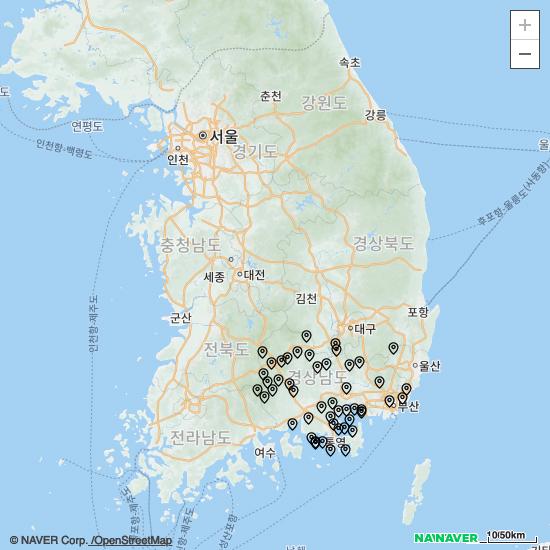 +
−
속초
춘천
강원도
강릉
도
연평도
서울
인천
경기도
인천항-백령도
울
후포항-울릉도(사동항)
충청남도
경상북도
세종
대전
김천
인천항-제주도
군산
포항
대구
전북도
울산
경상남도
부산
전라남도
여수
통영
© NAVER Corp. /OpenStreetMap
NA!NAVER
10/50km